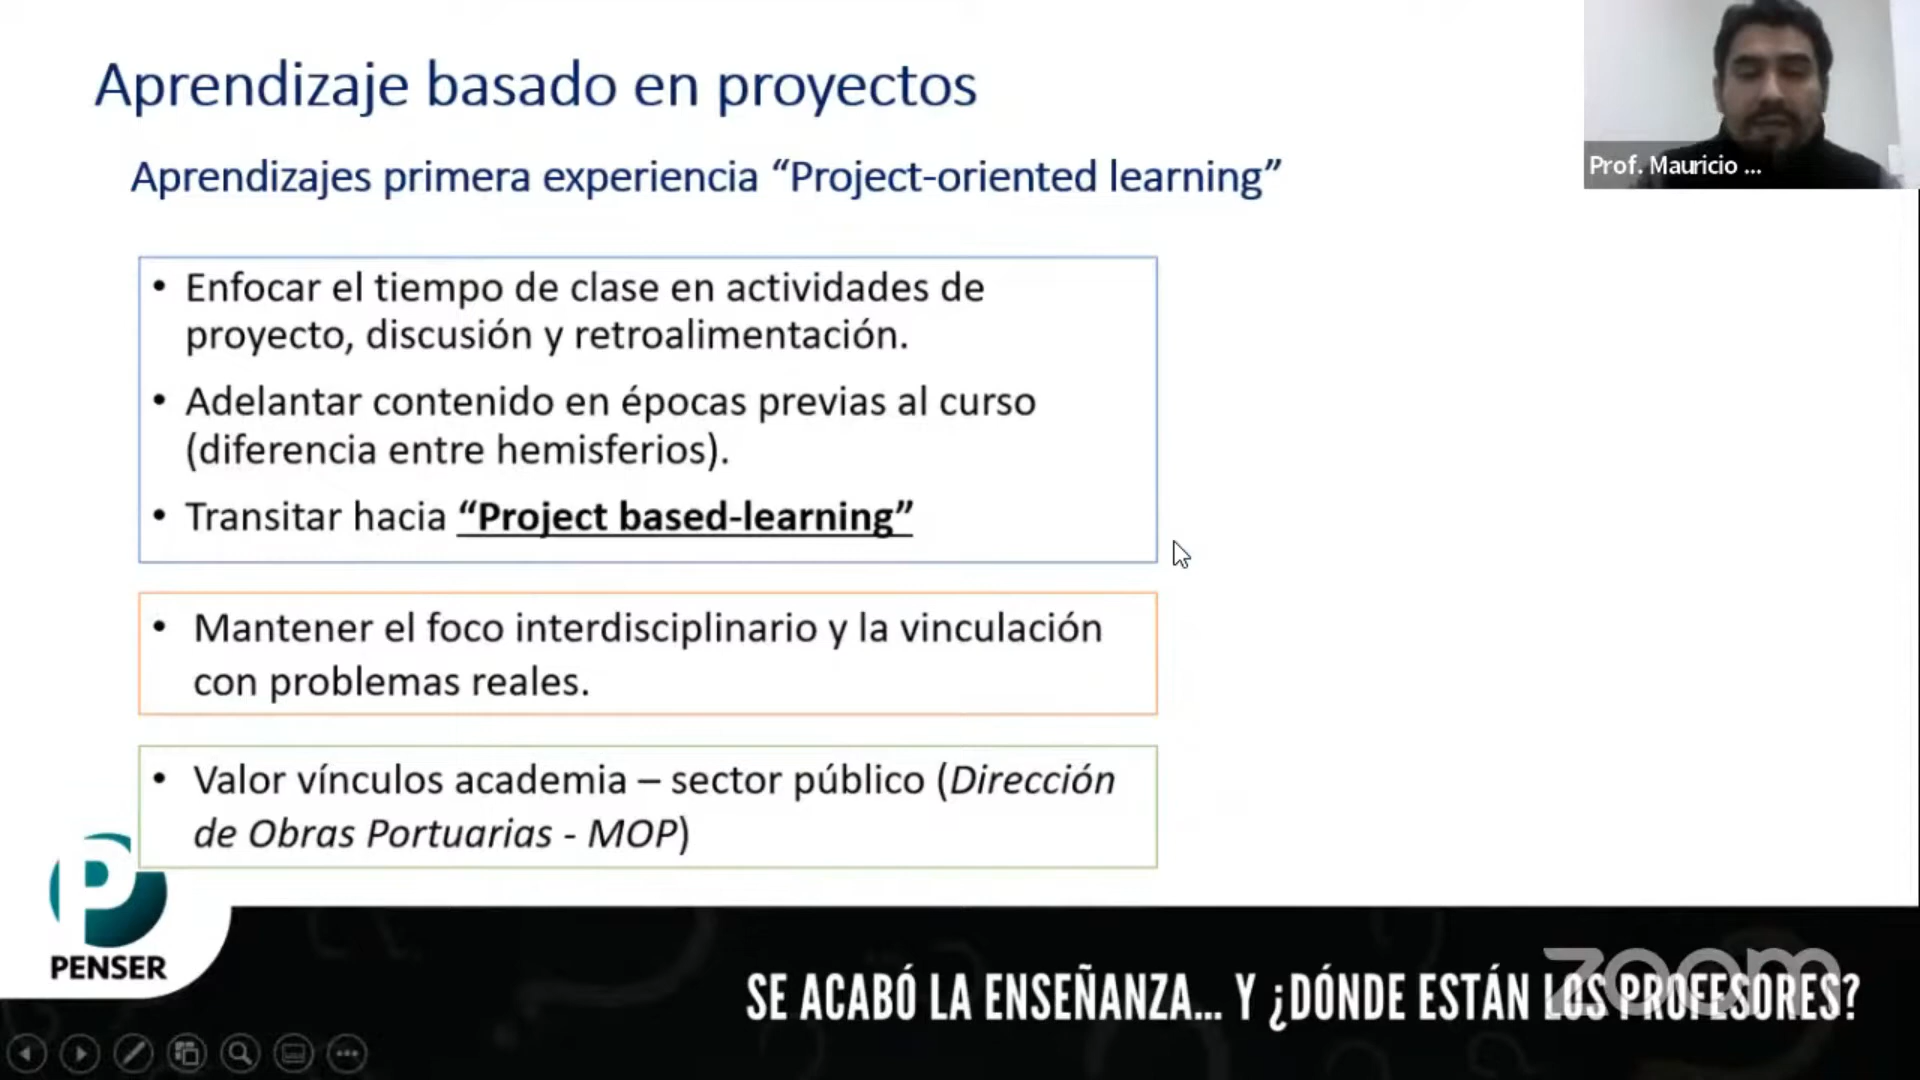 Aprendizaje basado en proyectos
Aprendizajes primera experiencia “Project-oriented learning”
Prof. Mauricio ...
• Enfocar el tiempo de clase en actividades de
proyecto, discusión y retroalimentación.
• Adelantar contenido en épocas previas al curso
(diferencia entre hemisferios).
• Transitar hacia “Project based-learning”
• Mantener el foco interdisciplinario y la vinculación
con problemas reales.
• Valor vínculos academia – sector público (Dirección
de Obras Portuarias - MOP)
P
PENSER
SE ACABÓ LA ENSEÑANZA... Y ¿DÓNDE ESTÁN LOS PROFESORES?
zoom